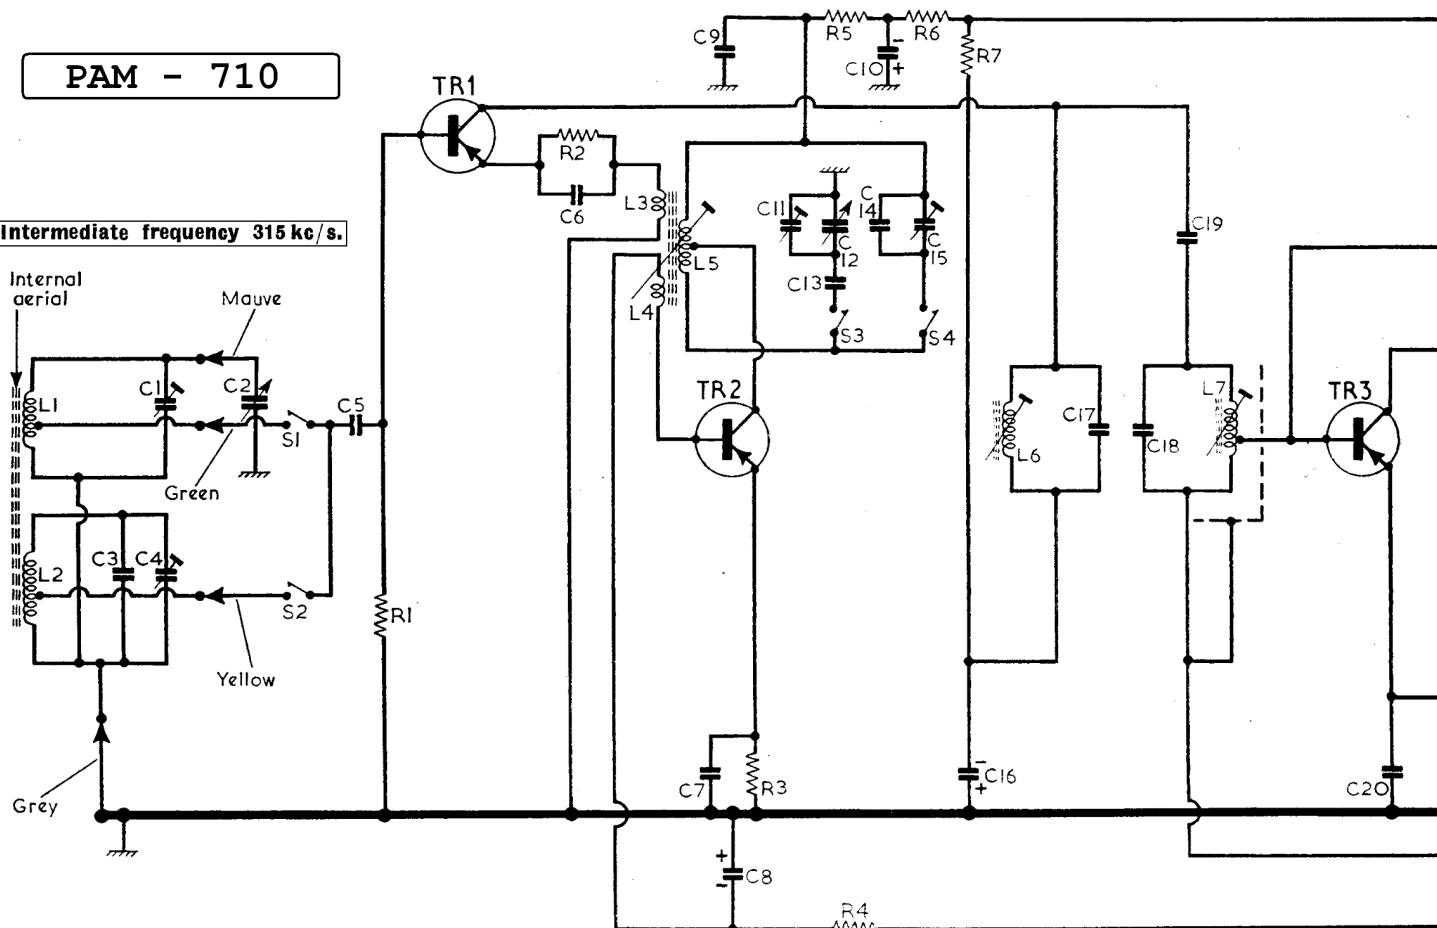 PAM - 710
Intermediate frequency 315 kc/s.
Internal
aerial
Mauve
Green
Yellow
Grey
L1
C1
C2
S1
C5
L2
C3
C4
S2
R1
TR1
R2
C6
L3
L4
L5
C9
R5
R6
C10
-
+
R7
C11
C
12
C13
C
14
C
15
S3
S4
TR2
C7
R3
+
-
C8
R4
C16
-
+
L6
C17
C19
C18
L7
TR3
C20